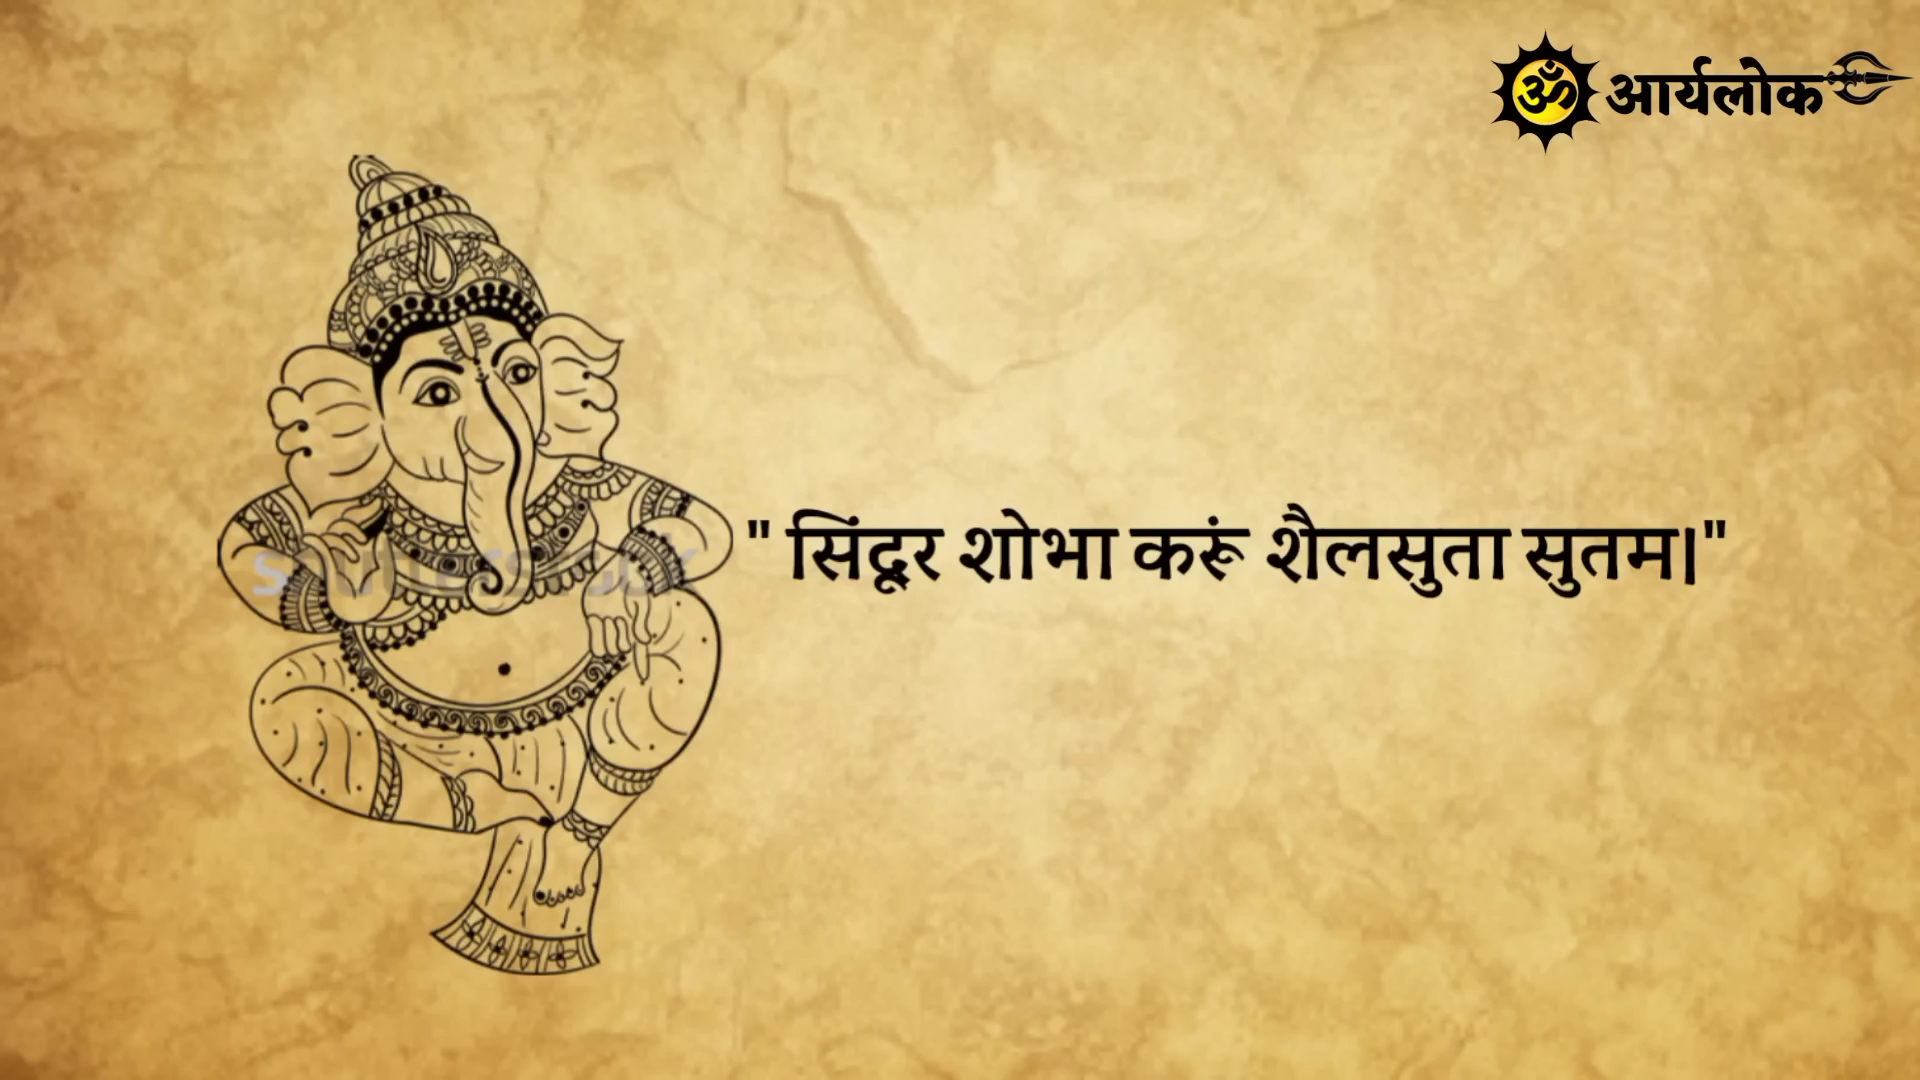 ॐ आर्यलोक
" सिंदूर शोभा करूं शैलसुता सुतम।"